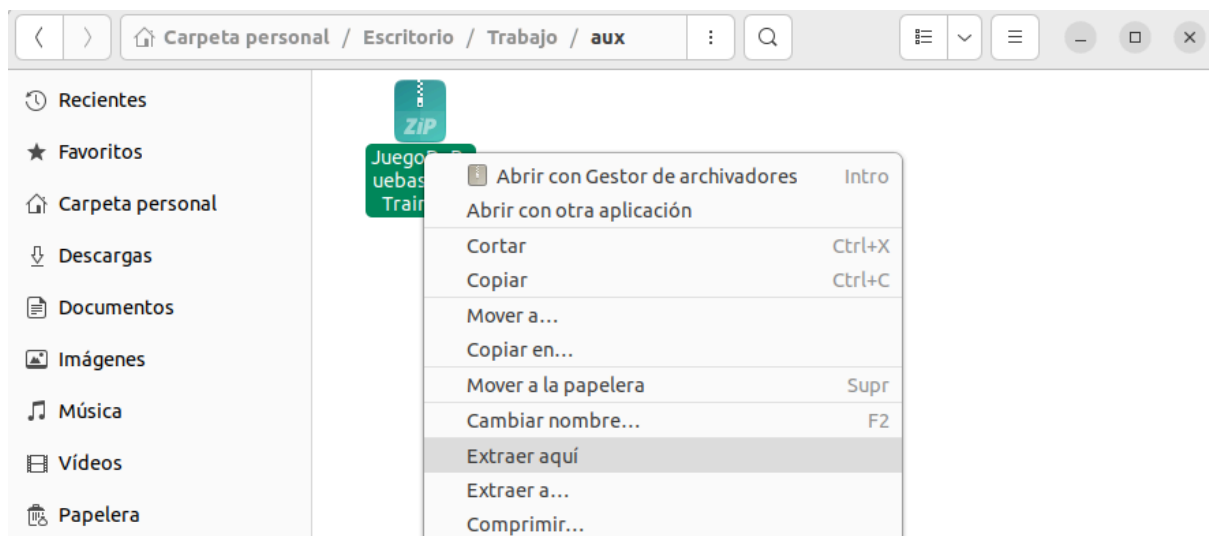 Carpeta personal / Escritorio / Trabajo / aux
Recientes
Favoritos
Carpeta personal
Descargas
Documentos
Imágenes
Música
Vídeos
Papelera
ZiP
uebas
Abrir con Gestor de archivadores Intro
Abrir con otra aplicación
Cortar Ctrl+X
Copiar Ctrl+C
Mover a...
Copiar en...
Mover a la papelera Supr
Cambiar nombre... F2
Extraer aquí
Extraer a...
Comprimir...